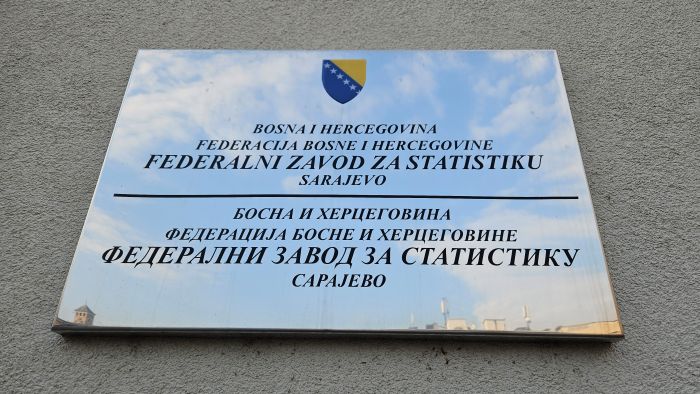 BOSNA I HERCEGOVINA
FEDERACIJA BOSNE I HERCEGOVINE
FEDERALNI ZAVOD ZA STATISTIKU
SARAJEVO
БОСНА И ХЕРЦЕГОВИНА
ФЕДЕРАЦИЈА БОСНЕ И ХЕРЦЕГОВИНЕ
ФЕДЕРАЛНИ ЗАВОД ЗА СТАТИСТИКУ
САРАЈЕВО